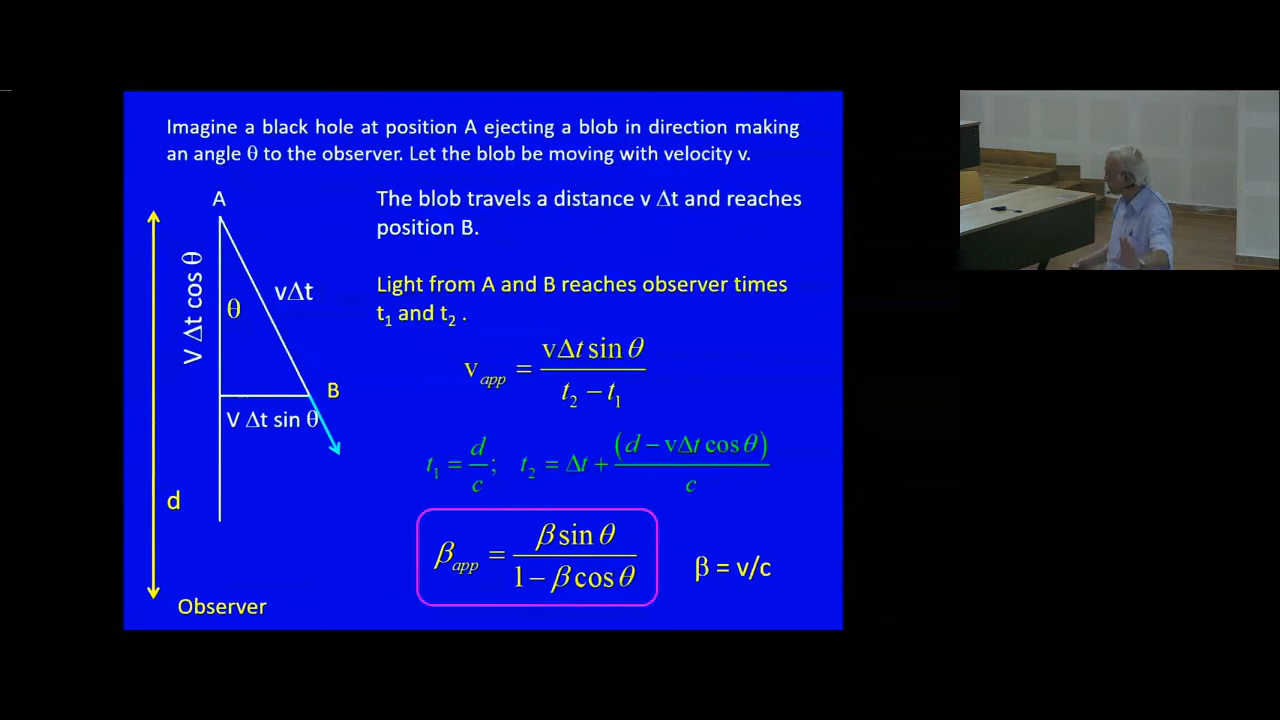 Imagine a black hole at position A ejecting a blob in direction making
an angle θ to the observer. Let the blob be moving with velocity v.
A
The blob travels a distance v Δt and reaches
position B.
V Δt cos θ
θ
vΔt
Light from A and B reaches observer times
t₁ and t₂ .
v_app = vΔt sin θ / t₂ − t₁
B
V Δt sin θ
t₁ = d/c; t₂ = Δt + (d − vΔt cos θ)/c
d
β_app = β sin θ / 1 − β cos θ
β = v/c
Observer